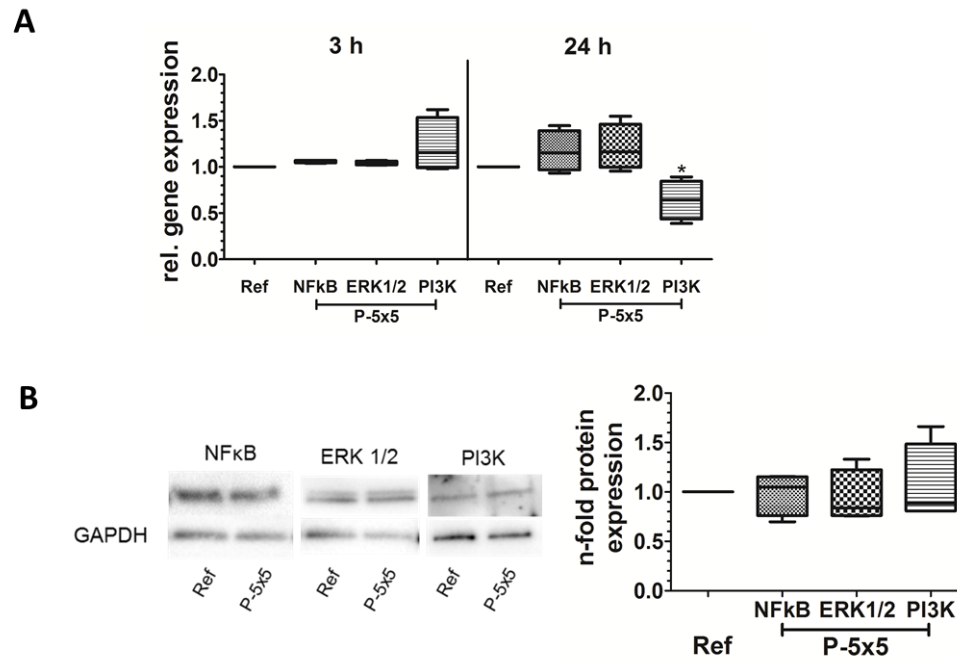 A
3 h 24 h
rel. gene expression
2.0
1.5
1.0
0.5
0.0
*
Ref NFkB ERK1/2 PI3K Ref NFkB ERK1/2 PI3K
P-5x5 P-5x5
B
NFκB ERK 1/2 PI3K
GAPDH
Ref P-5x5 Ref P-5x5 Ref P-5x5
n-fold protein
expression
2.0
1.5
1.0
0.5
0.0
NFkB ERK1/2 PI3K
Ref P-5x5